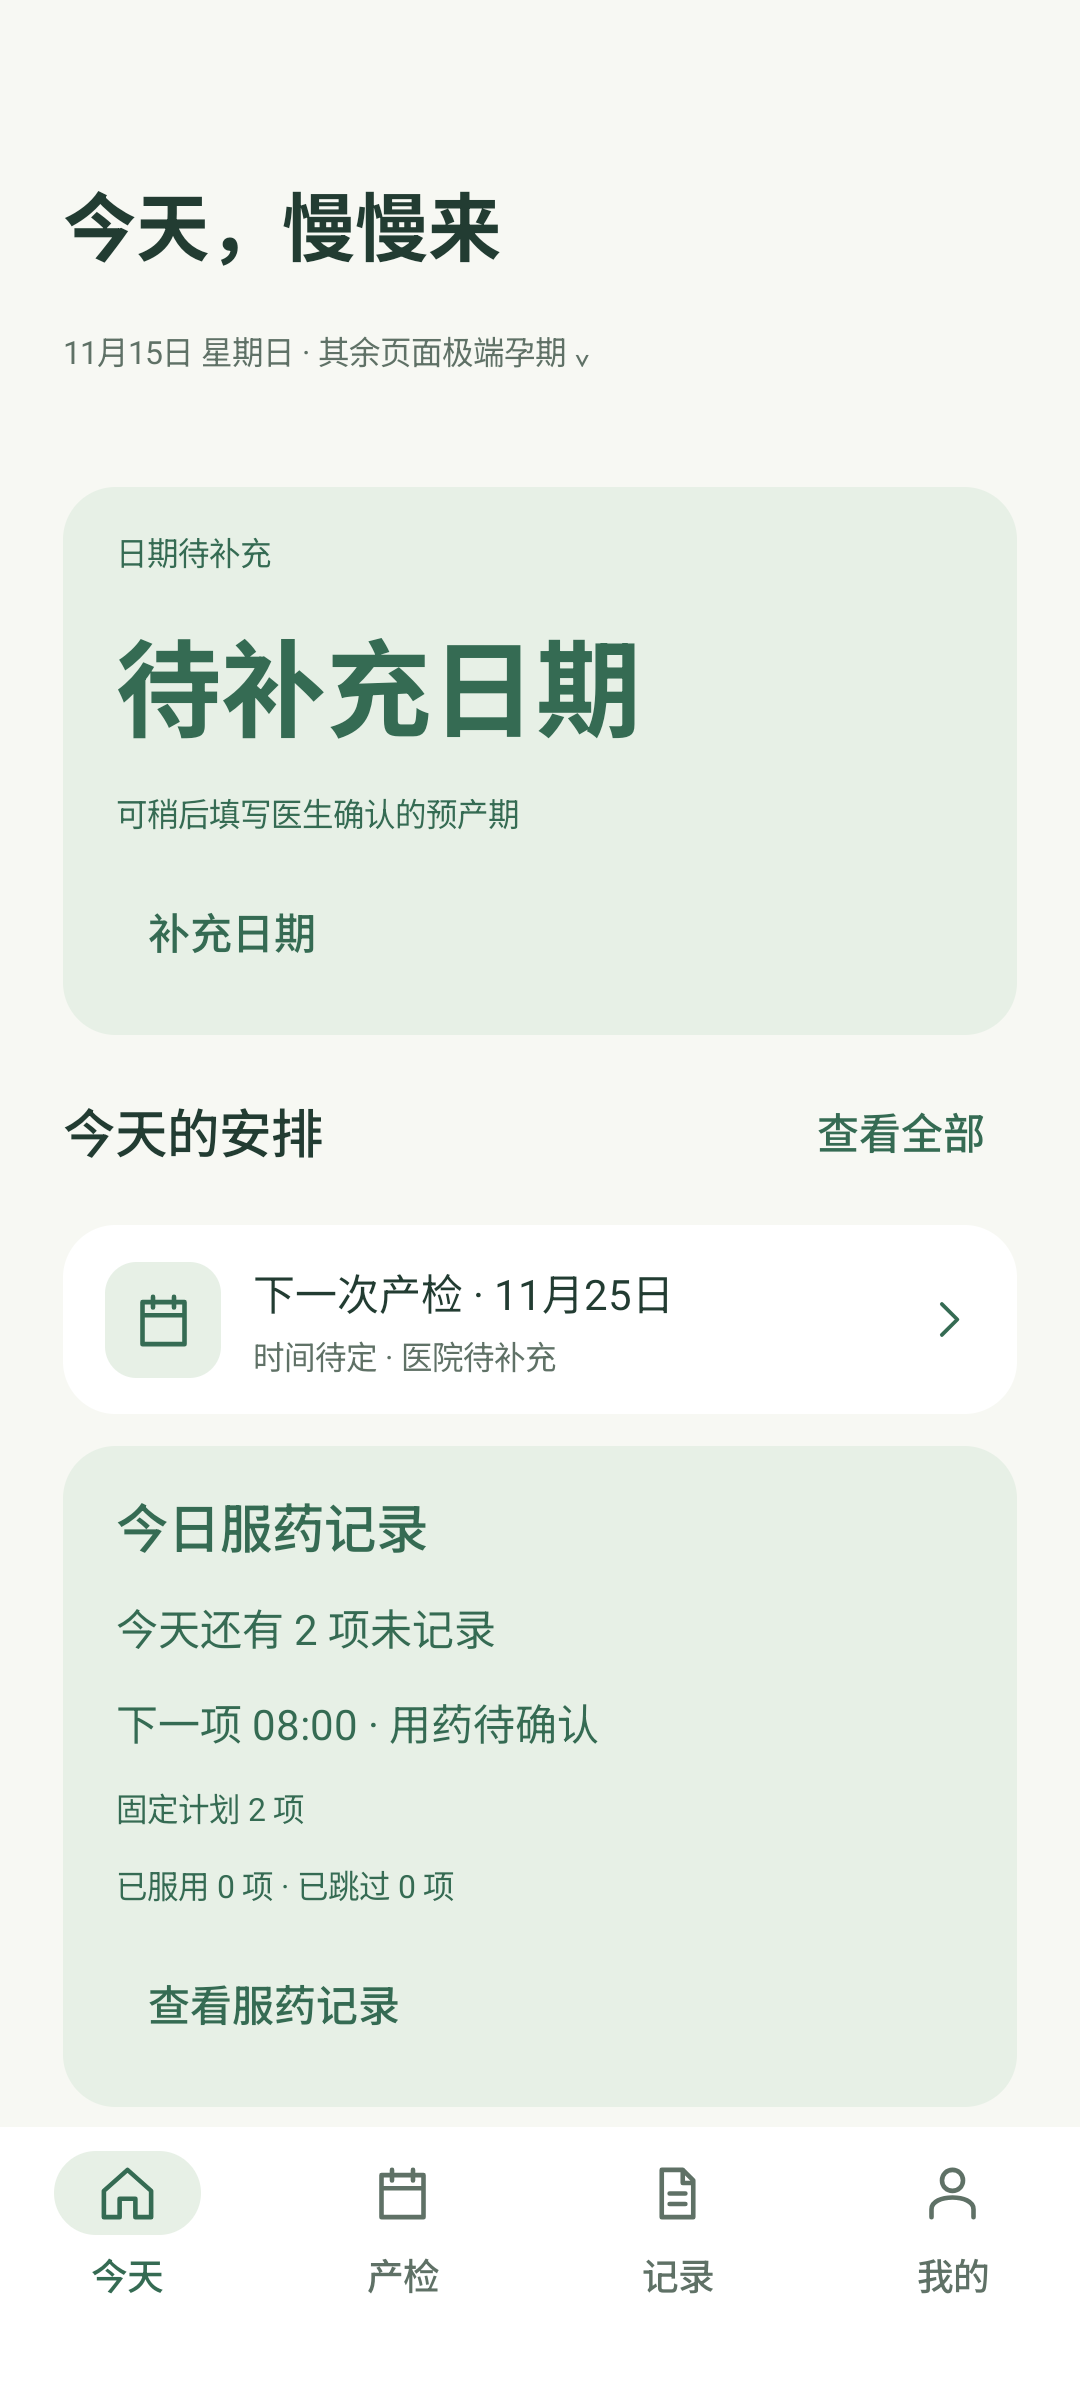 今天，慢慢来
11月15日 星期日 · 其余页面极端孕期
日期待补充
待补充日期
可稍后填写医生确认的预产期
补充日期
今天的安排
查看全部
下一次产检 · 11月25日
时间待定 · 医院待补充
今日服药记录
今天还有 2 项未记录
下一项 08:00 · 用药待确认
固定计划 2 项
已服用 0 项 · 已跳过 0 项
查看服药记录
今天
产检
记录
我的